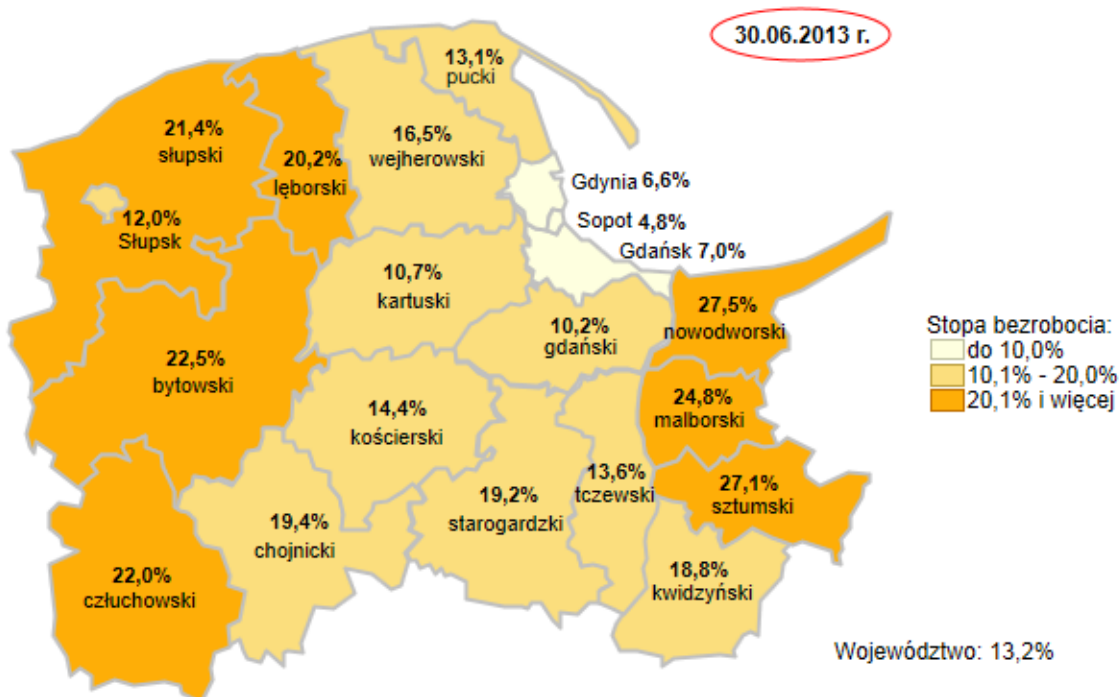 30.06.2013 r.
13,1%
pucki
21,4%
słupski
20,2%
lęborski
16,5%
wejherowski
Gdynia 6,6%
Sopot 4,8%
Gdańsk 7,0%
12,0%
Słupsk
10,7%
kartuski
10,2%
gdański
27,5%
nowodworski
Stopa bezrobocia:
do 10,0%
10,1% - 20,0%
20,1% i więcej
22,5%
bytowski
14,4%
kościerski
24,8%
malborski
13,6%
tczewski
27,1%
sztumski
19,2%
starogardzki
19,4%
chojnicki
22,0%
człuchowski
18,8%
kwidzyński
Województwo: 13,2%